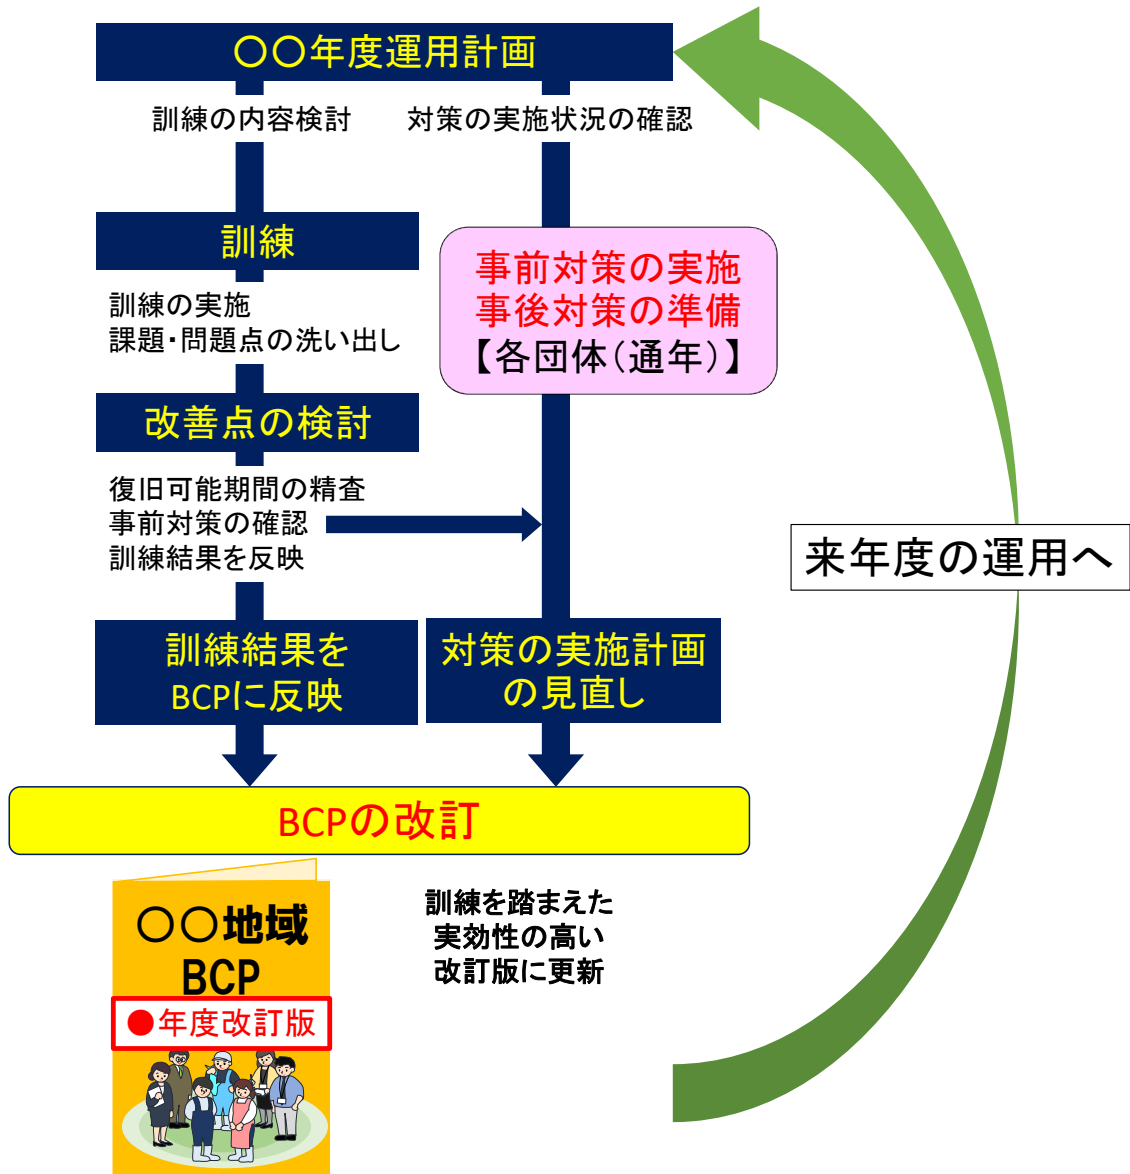 〇〇年度運用計画
訓練の内容検討
対策の実施状況の確認
訓練
訓練の実施
課題・問題点の洗い出し
事前対策の実施
事後対策の準備
【各団体(通年)】
改善点の検討
復旧可能期間の精査
事前対策の確認
訓練結果を反映
来年度の運用へ
訓練結果を
BCPに反映
対策の実施計画
の見直し
BCPの改訂
〇〇地域
BCP
●年度改訂版
訓練を踏まえた
実効性の高い
改訂版に更新